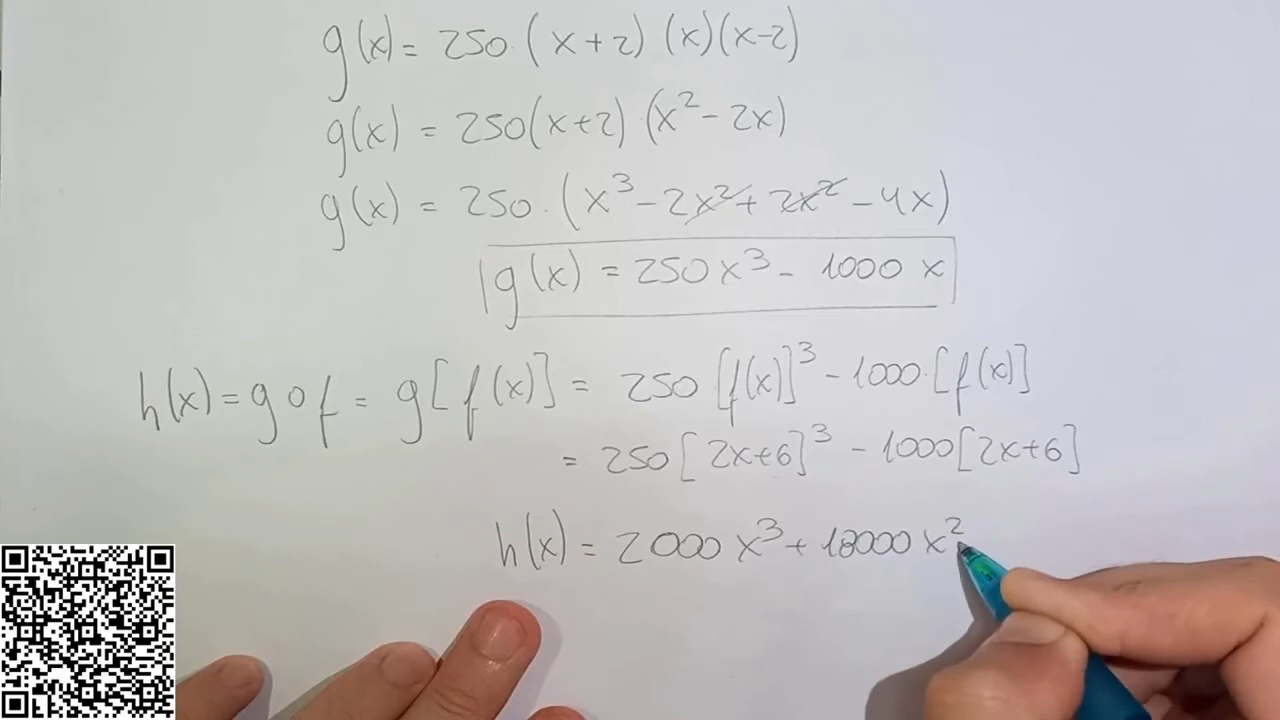 g(x) = 250 (x+2) (x)(x-2)
g(x) = 250(x+2) (x² - 2x)
g(x) = 250 · (x³ - 2x² + 2x² - 4x)
g(x) = 250x³ - 1000 x
h(x) = g o f = g[f(x)] = 250 [f(x)]³ - 1000 · [f(x)]
= 250 [2x+6]³ - 1000 [2x+6]
h(x) = 2000 x³ + 18000 x²